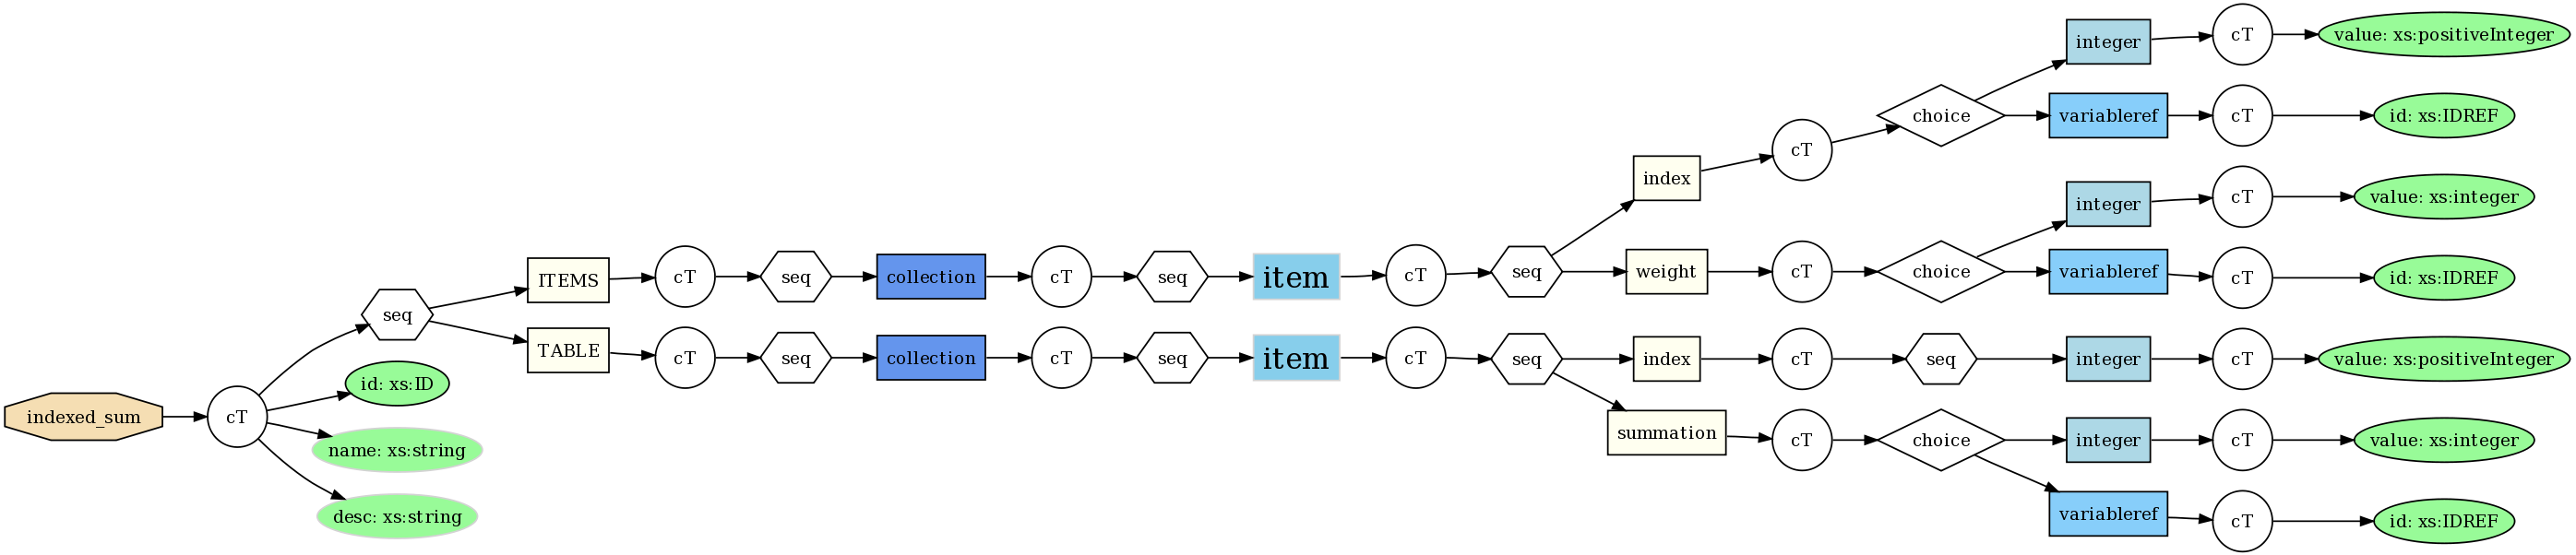 indexed_sum
cT
seq
id: xs:ID
name: xs:string
desc: xs:string
ITEMS
cT
seq
collection
cT
seq
item
cT
seq
index
cT
choice
integer
cT
value: xs:positiveInteger
variableref
cT
id: xs:IDREF
weight
cT
choice
integer
cT
value: xs:integer
variableref
cT
id: xs:IDREF
TABLE
cT
seq
collection
cT
seq
item
cT
seq
index
cT
seq
integer
cT
value: xs:positiveInteger
summation
cT
choice
integer
cT
value: xs:integer
variableref
cT
id: xs:IDREF